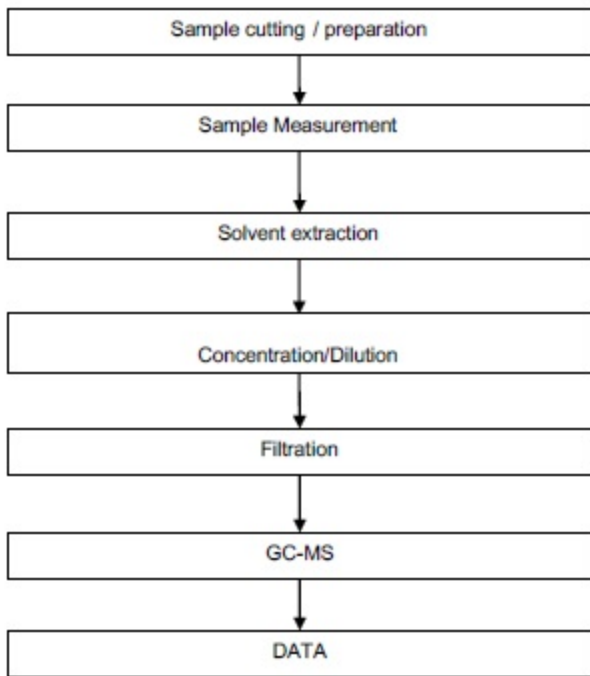 Sample cutting / preparation
Sample Measurement
Solvent extraction
Concentration/Dilution
Filtration
GC-MS
DATA